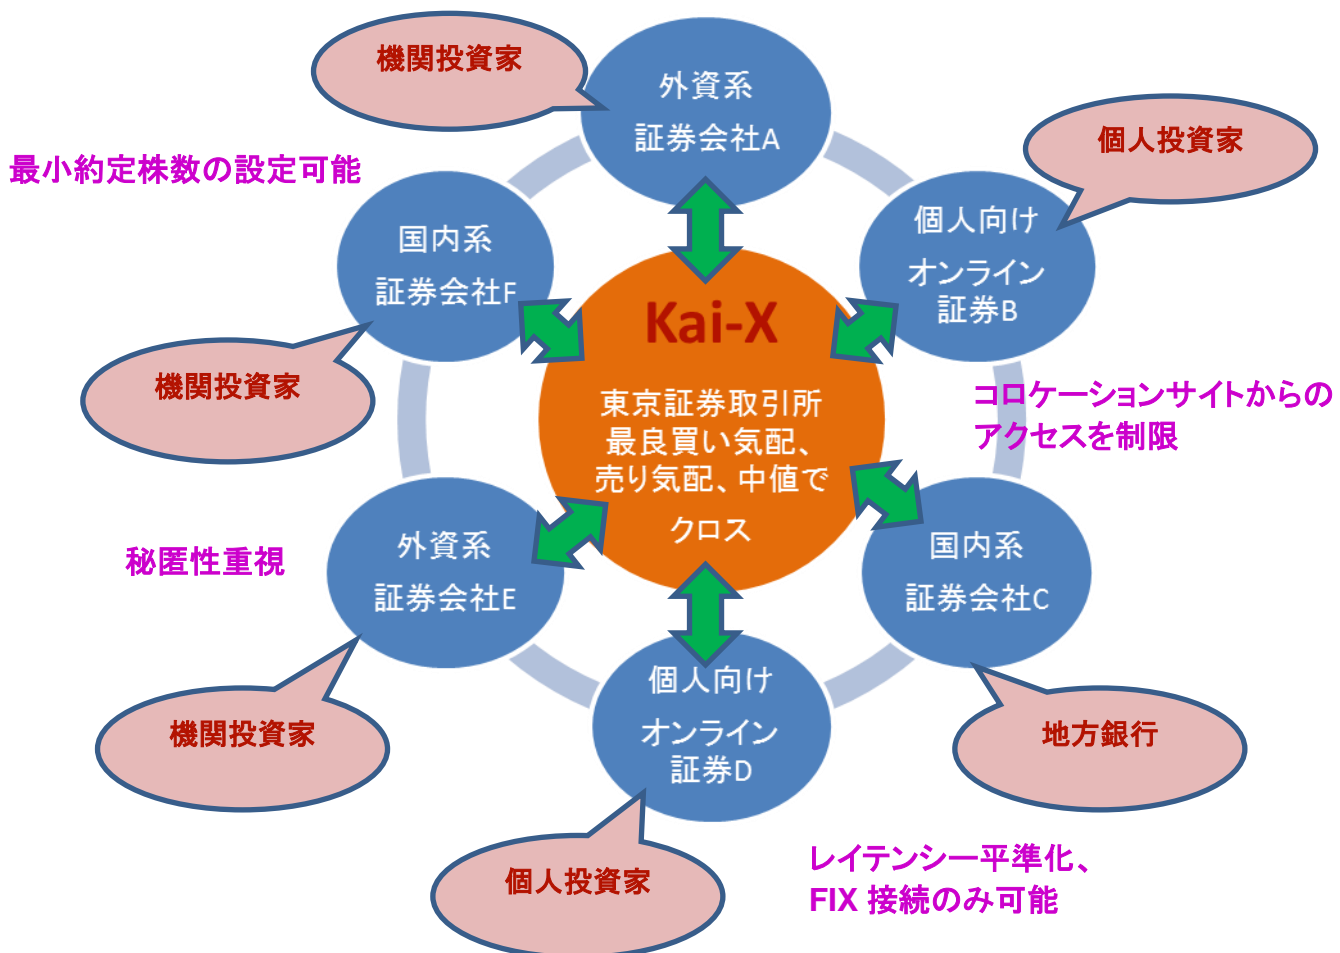 機関投資家
外資系
証券会社A
個人投資家
最小約定株数の設定可能
国内系
証券会社F
個人向け
オンライン
証券B
Kai-X
東京証券取引所
最良買い気配、
売り気配、中値で
クロス
機関投資家
コロケーションサイトからの
アクセスを制限
秘匿性重視
外資系
証券会社E
国内系
証券会社C
機関投資家
個人向け
オンライン
証券D
地方銀行
個人投資家
レイテンシー平準化、
FIX 接続のみ可能